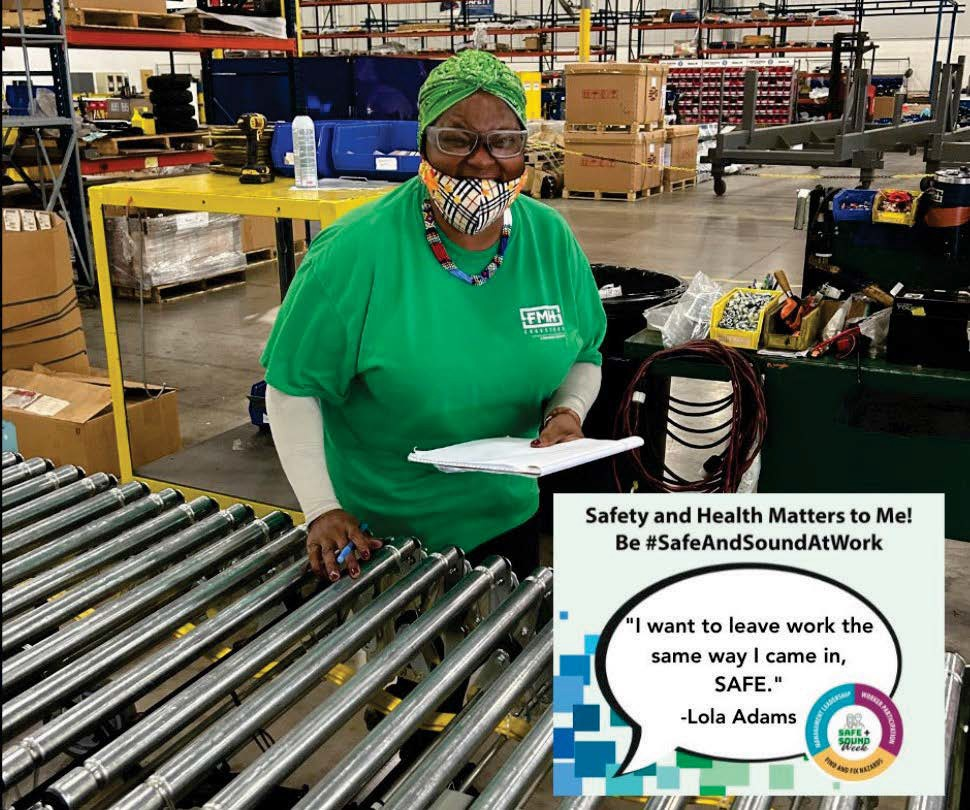 FMH
CONVEYORS
Safety and Health Matters to Me!
Be #SafeAndSoundAtWork
"I want to leave work the
same way I came in,
SAFE."
-Lola Adams
MANAGEMENT LEADERSHIP
WORKER PARTICIPATION
SAFE +
SOUND
Week
FIND AND FIX HAZARDS